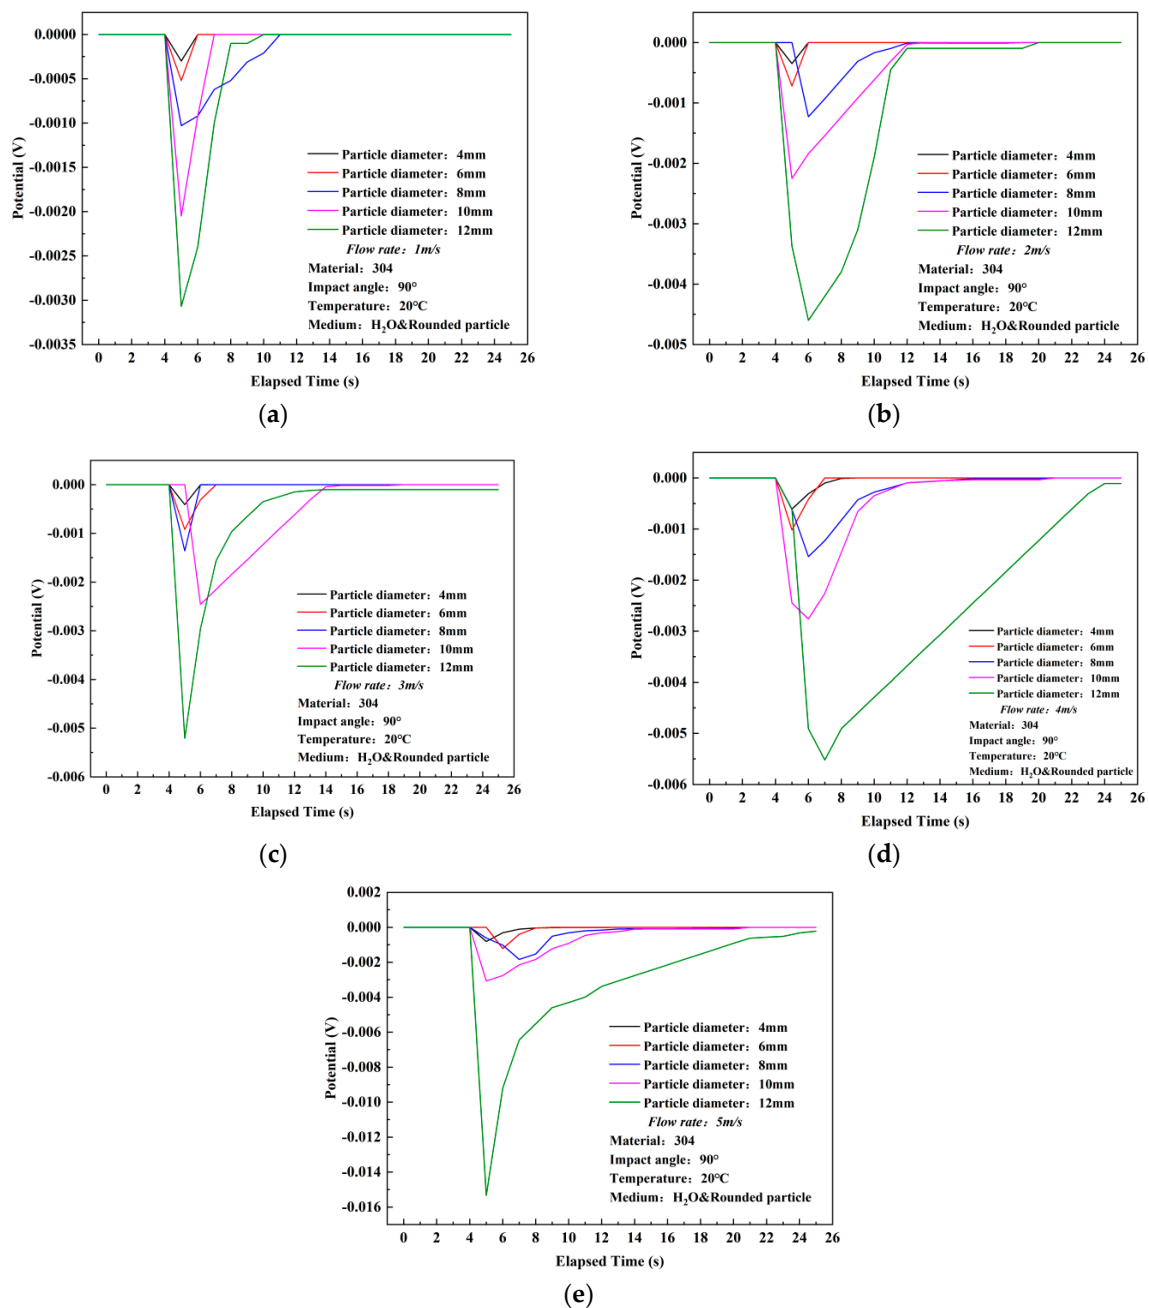 0.0000
-0.0005
-0.0010
-0.0015
-0.0020
-0.0025
-0.0030
-0.0035
Potential (V)
Particle diameter：4mm
Particle diameter：6mm
Particle diameter：8mm
Particle diameter：10mm
Particle diameter：12mm
Flow rate：1m/s
Material：304
Impact angle：90°
Temperature：20°C
Medium：H₂O&Rounded particle
0 2 4 6 8 10 12 14 16 18 20 22 24 26
Elapsed Time (s)
(a)
0.000
-0.001
-0.002
-0.003
-0.004
-0.005
Potential (V)
Particle diameter：4mm
Particle diameter：6mm
Particle diameter：8mm
Particle diameter：10mm
Particle diameter：12mm
Flow rate：2m/s
Material：304
Impact angle：90°
Temperature：20°C
Medium：H₂O&Rounded particle
0 2 4 6 8 10 12 14 16 18 20 22 24 26
Elapsed Time (s)
(b)
0.000
-0.001
-0.002
-0.003
-0.004
-0.005
-0.006
Potential (V)
Particle diameter：4mm
Particle diameter：6mm
Particle diameter：8mm
Particle diameter：10mm
Particle diameter：12mm
Flow rate：3m/s
Material：304
Impact angle：90°
Temperature：20°C
Medium：H₂O&Rounded particle
0 2 4 6 8 10 12 14 16 18 20 22 24 26
Elapsed Time (s)
(c)
0.000
-0.001
-0.002
-0.003
-0.004
-0.005
-0.006
Potential (V)
Particle diameter：4mm
Particle diameter：6mm
Particle diameter：8mm
Particle diameter：10mm
Particle diameter：12mm
Flow rate：4m/s
Material：304
Impact angle：90°
Temperature：20°C
Medium：H₂O&Rounded particle
0 2 4 6 8 10 12 14 16 18 20 22 24 26
Elapsed Time (s)
(d)
0.002
0.000
-0.002
-0.004
-0.006
-0.008
-0.010
-0.012
-0.014
-0.016
Potential (V)
Particle diameter：4mm
Particle diameter：6mm
Particle diameter：8mm
Particle diameter：10mm
Particle diameter：12mm
Flow rate：5m/s
Material：304
Impact angle：90°
Temperature：20°C
Medium：H₂O&Rounded particle
0 2 4 6 8 10 12 14 16 18 20 22 24 26
Elapsed Time (s)
(e)